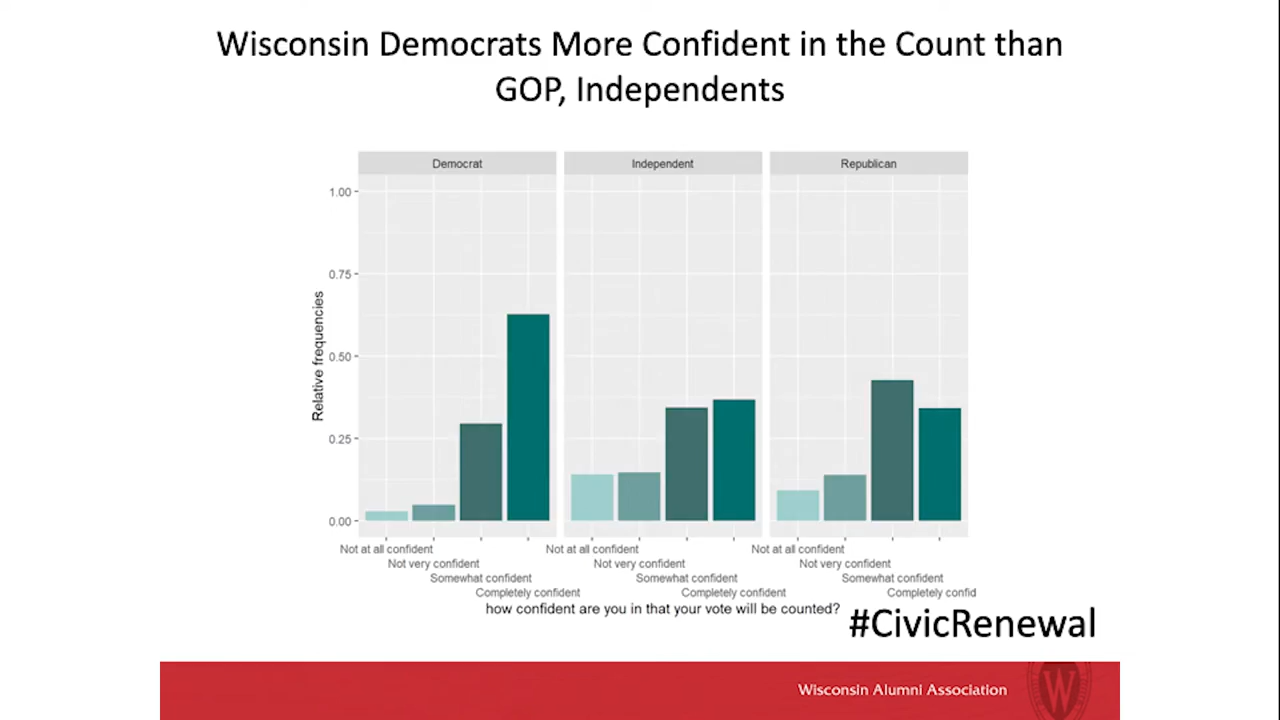 Wisconsin Democrats More Confident in the Count than
GOP, Independents
Democrat
Independent
Republican
1.00
0.75
0.50
0.25
0.00
Relative frequencies
Not at all confident
Not very confident
Somewhat confident
Completely confident
Not at all confident
Not very confident
Somewhat confident
Completely confident
Not at all confident
Not very confident
Somewhat confident
Completely confid
how confident are you in that your vote will be counted?
#CivicRenewal
Wisconsin Alumni Association
W